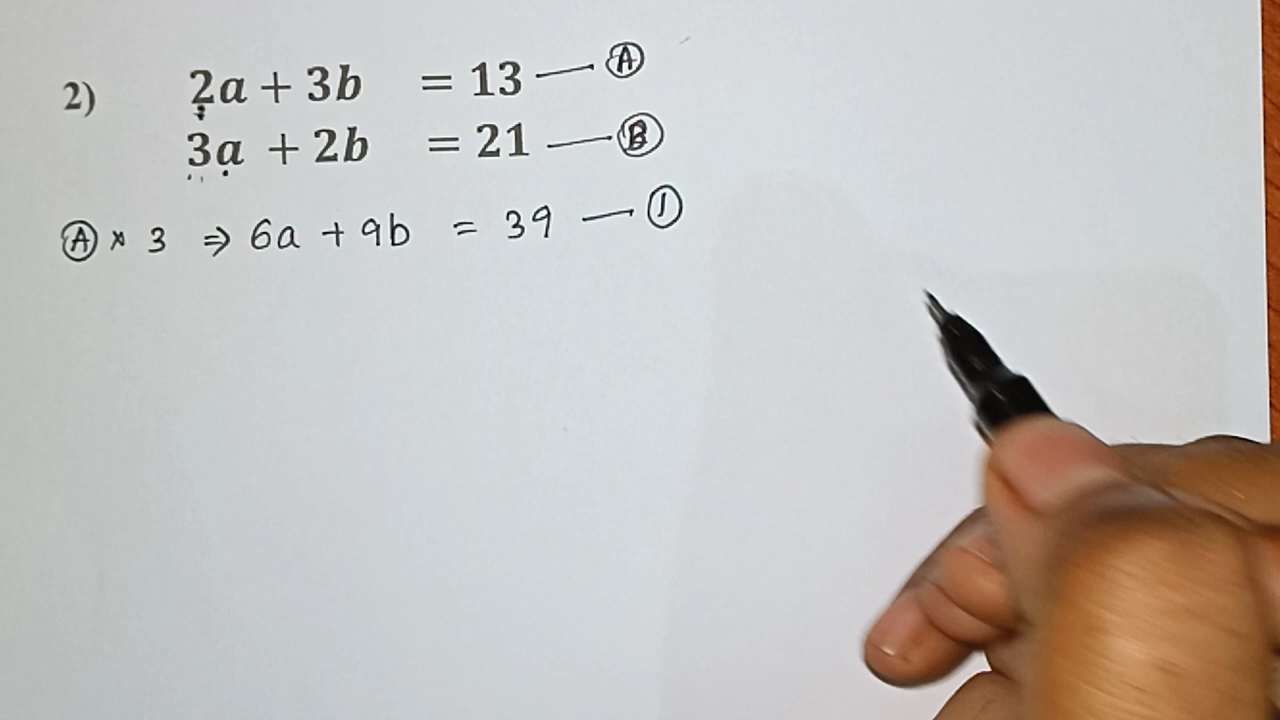 2) 2a + 3b = 13 — Ⓐ
3a + 2b = 21 — Ⓑ
Ⓐ × 3 ⇒ 6a + 9b = 39 — ①